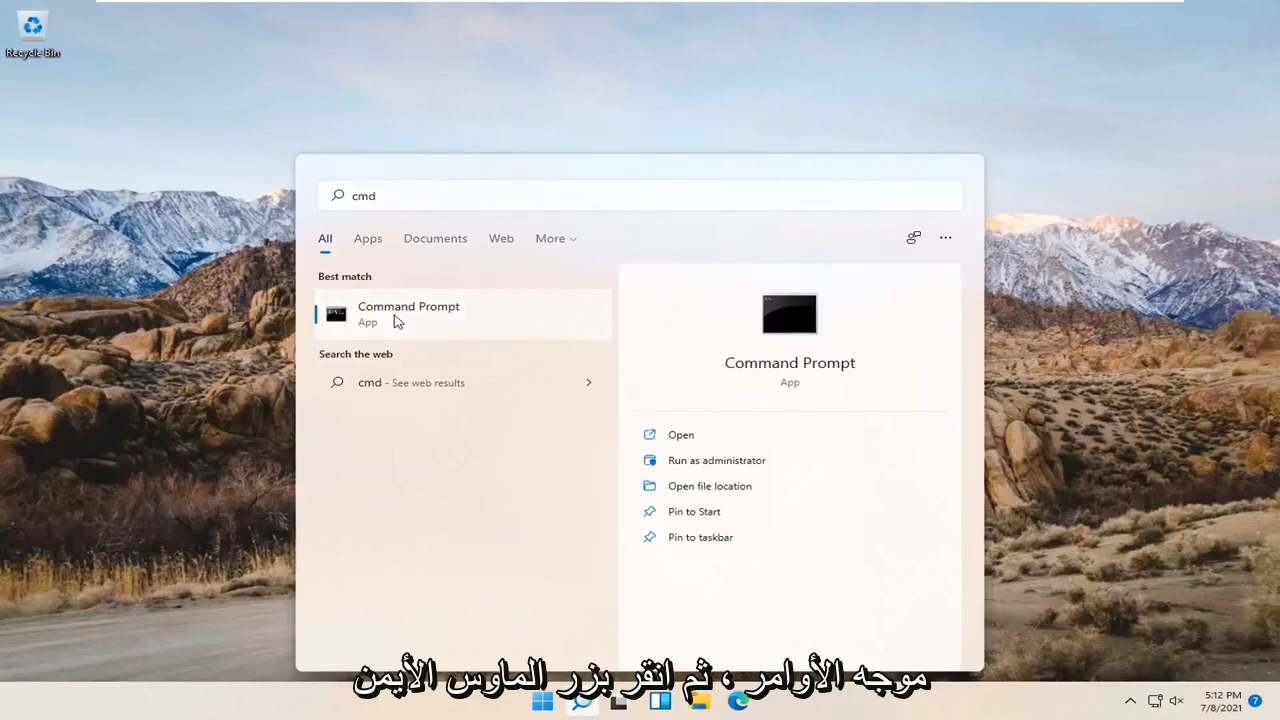 Recycle Bin
cmd
All Apps Documents Web More
Best match
Command Prompt
App
Search the web
cmd - See web results
Command Prompt
App
Open
Run as administrator
Open file location
Pin to Start
Pin to taskbar
موجه الأوامر ، ثم انقر بزر الماوس الأيمن
5:12 PM
7/8/2021
7